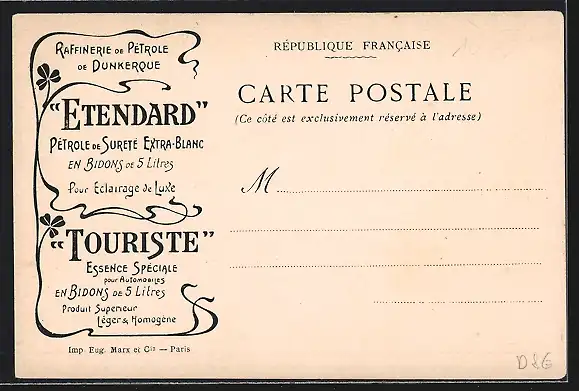 RAFFINERIE DE PÉTROLE
DE DUNKERQUE
"ETENDARD"
PÉTROLE DE SURETÉ EXTRA-BLANC
EN BIDONS DE 5 Litres
Pour Eclairage de Luxe
"TOURISTE"
ESSENCE SPÉCIALE
pour AUTOMOBILES
EN BIDONS DE 5 Litres
Produit Superieur
Léger & Homogène
Imp. Eug. Marx et Cie — Paris
RÉPUBLIQUE FRANÇAISE
CARTE POSTALE
(Ce côté est exclusivement réservé à l'adresse)
M